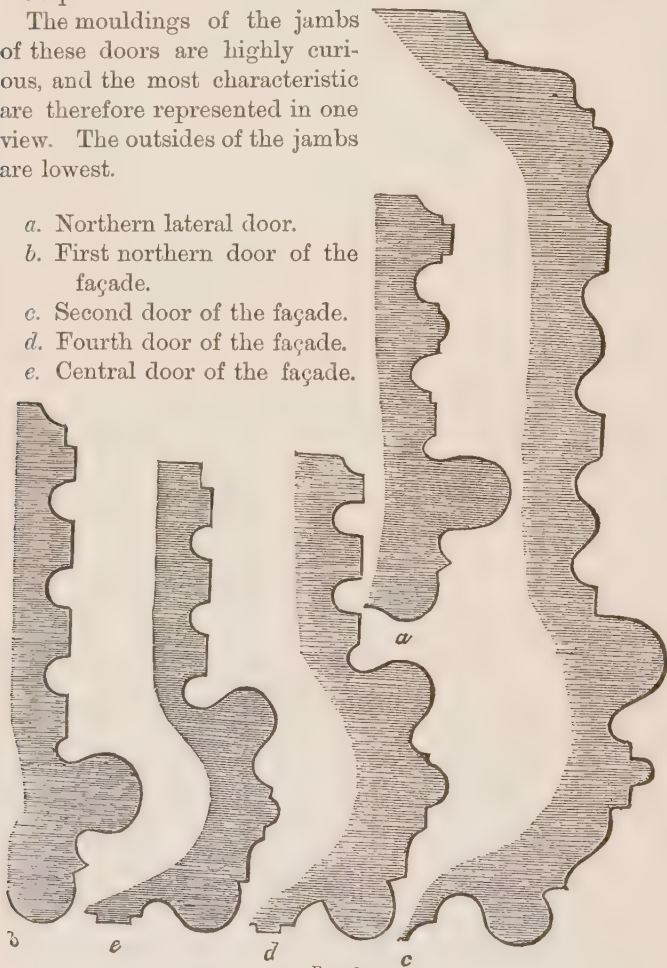 The mouldings of the jambs
of these doors are highly curi-
ous, and the most characteristic
are therefore represented in one
view. The outsides of the jambs
are lowest.
a. Northern lateral door.
b. First northern door of the
façade.
c. Second door of the façade.
d. Fourth door of the façade.
e. Central door of the façade.
a
b
e
d
c